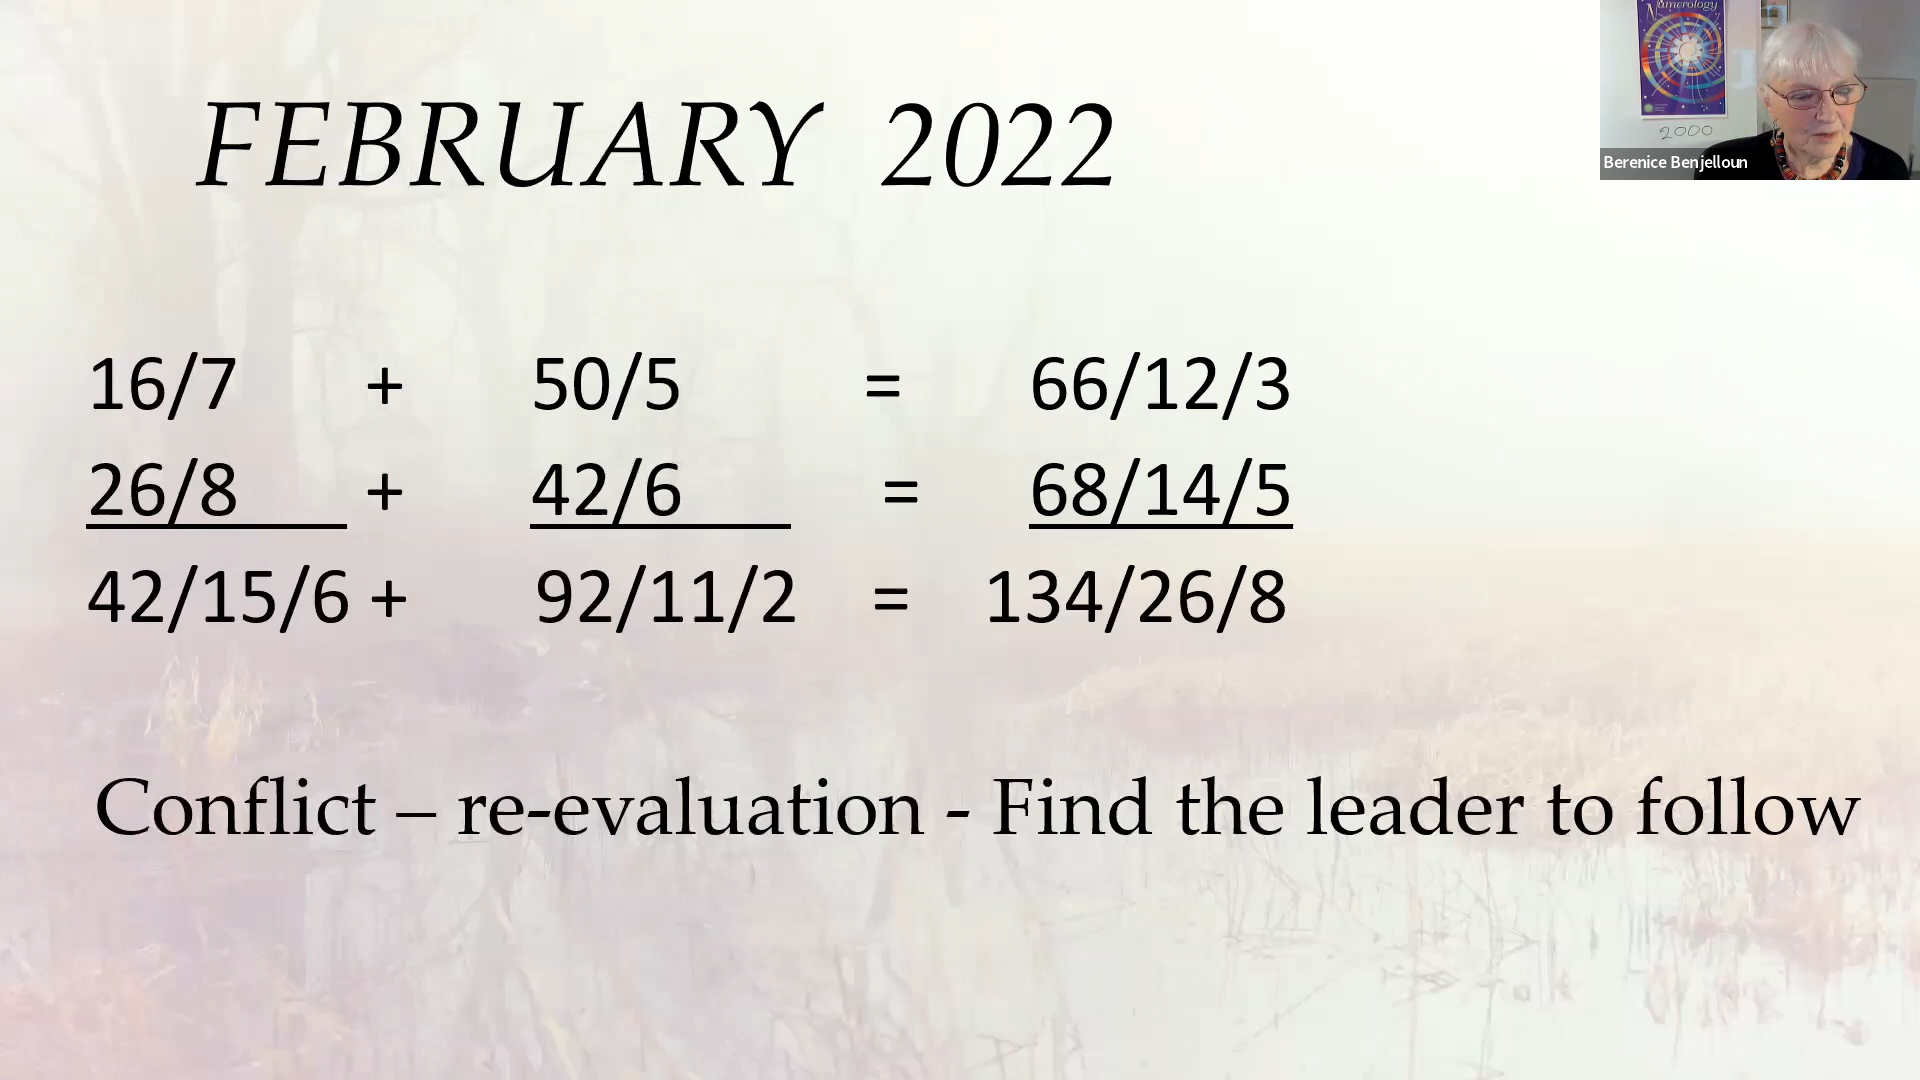 Numerology
2000
Berenice Benjelloun
FEBRUARY 2022
16/7 + 50/5 = 66/12/3
26/8 + 42/6 = 68/14/5
42/15/6 + 92/11/2 = 134/26/8
Conflict – re-evaluation - Find the leader to follow